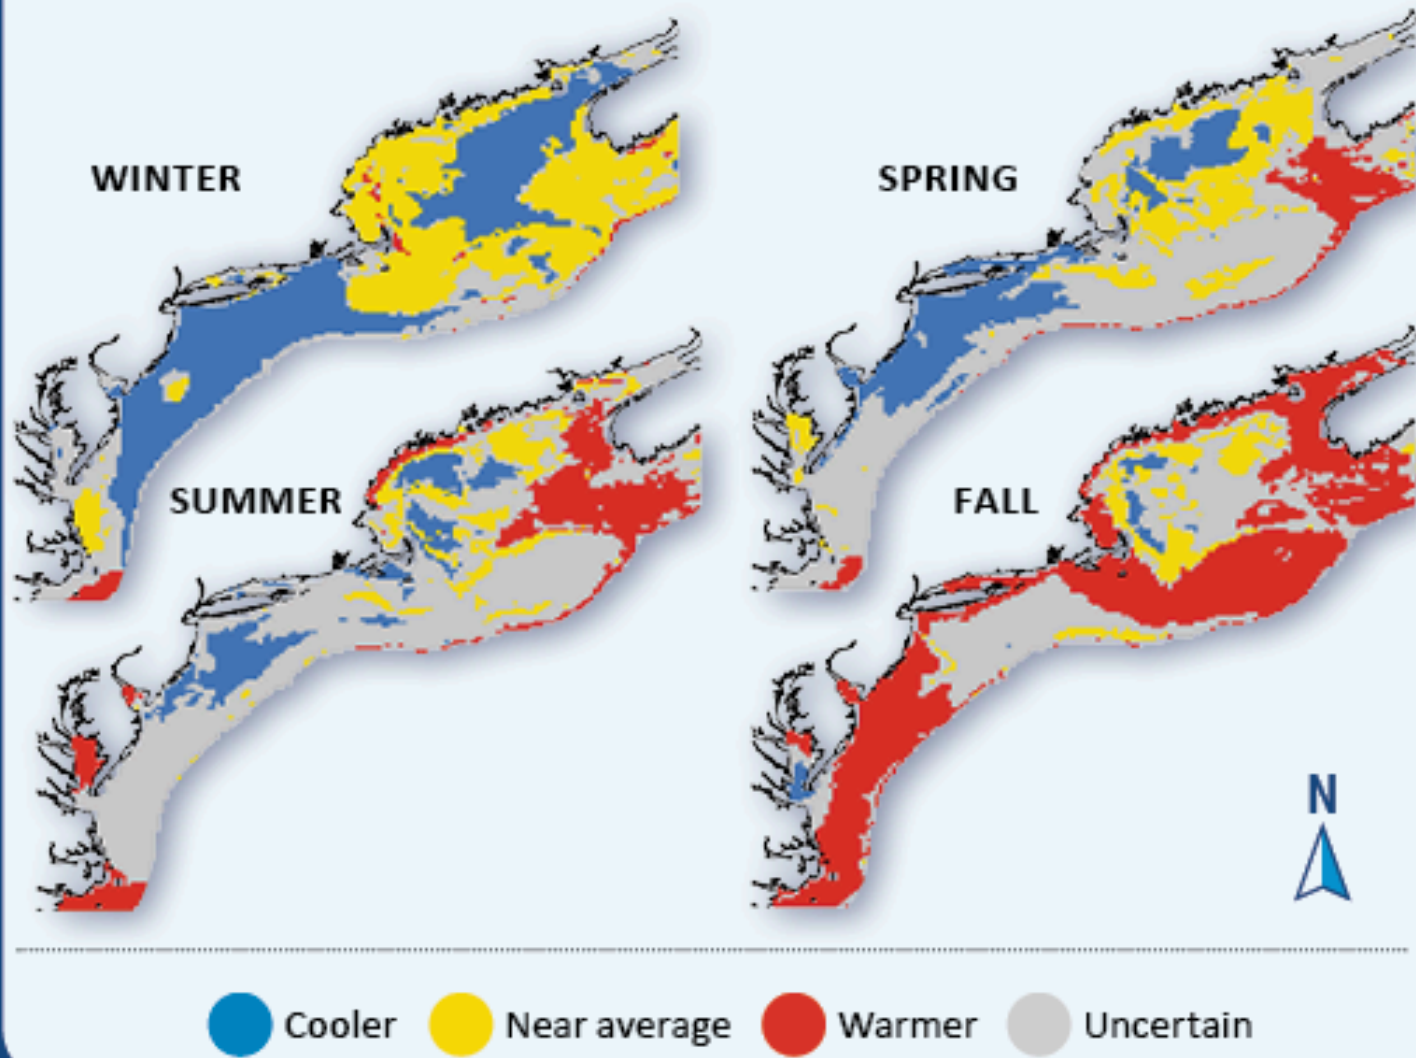 WINTER
SPRING
SUMMER
FALL
N
Cooler
Near average
Warmer
Uncertain